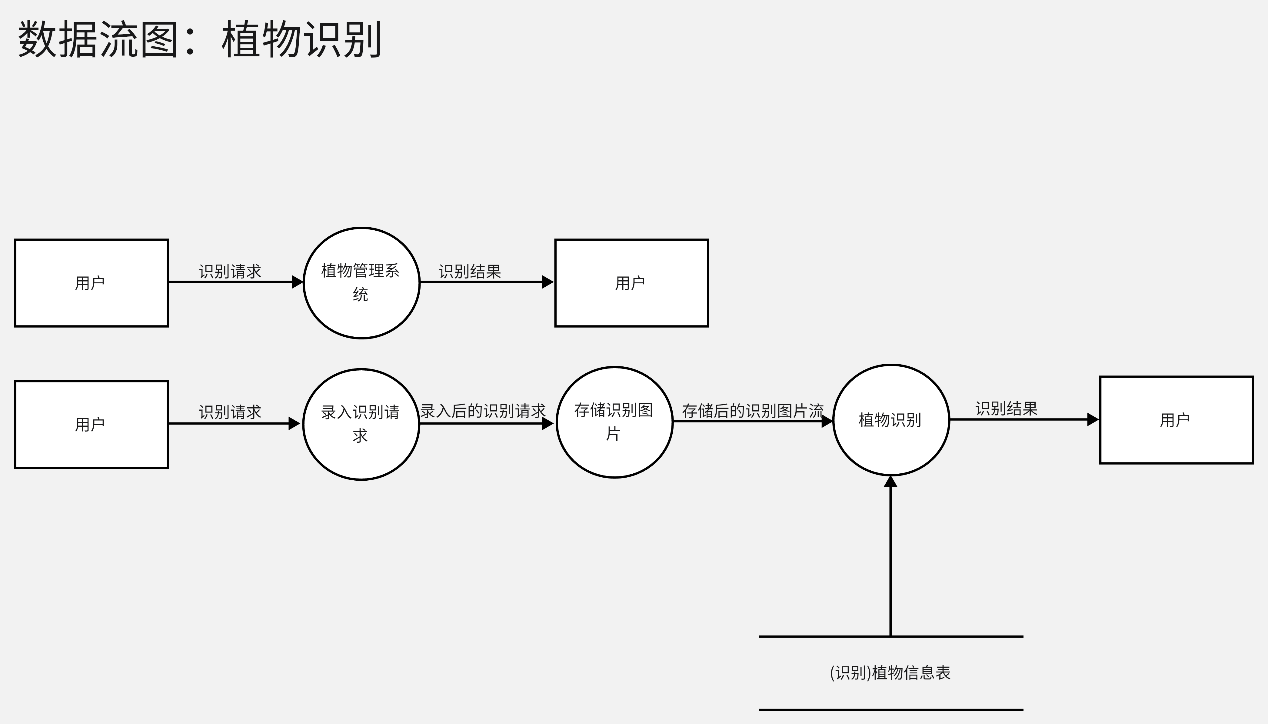 数据流图：植物识别
用户
识别请求
植物管理系
统
识别结果
用户
用户
识别请求
录入识别请
求
录入后的识别请求
存储识别图
片
存储后的识别图片流
植物识别
识别结果
用户
(识别)植物信息表